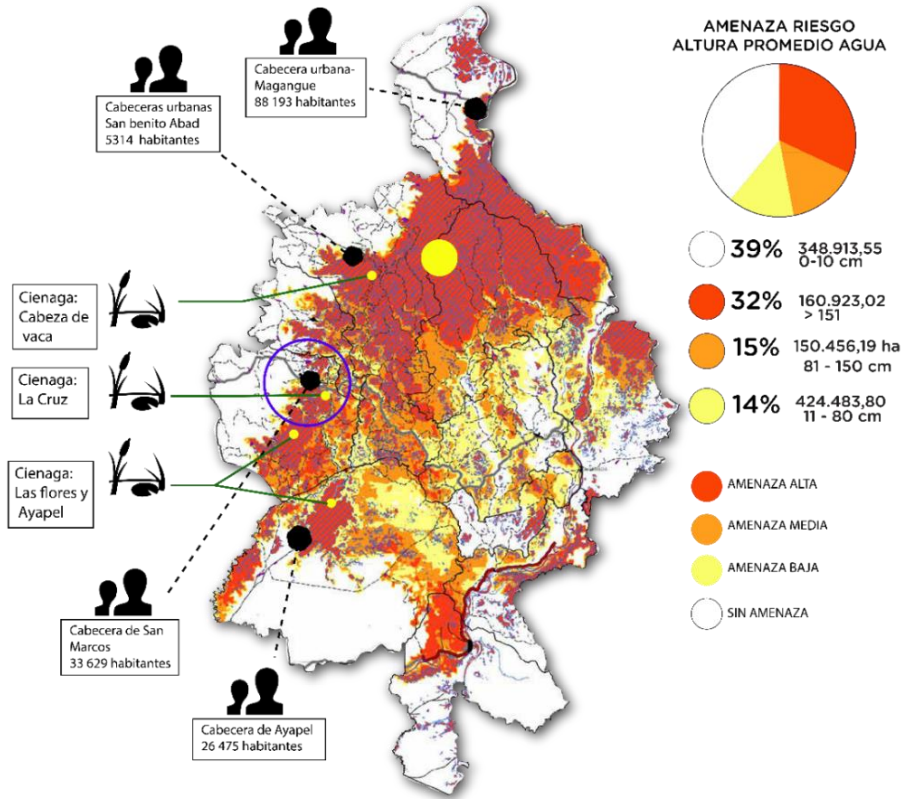 AMENAZA RIESGO
ALTURA PROMEDIO AGUA
Cabecera urbana-
Magangue
88 193 habitantes
Cabeceras urbanas
San benito Abad
5314 habitantes
39% 348.913,55
0-10 cm
32% 160.923,02
> 151
15% 150.456,19 ha
81 - 150 cm
14% 424.483,80
11 - 80 cm
Cienaga:
Cabeza de
vaca
Cienaga:
La Cruz
Cienaga:
Las flores y
Ayapel
AMENAZA ALTA
AMENAZA MEDIA
AMENAZA BAJA
SIN AMENAZA
Cabecera de San
Marcos
33 629 habitantes
Cabecera de Ayapel
26 475 habitantes